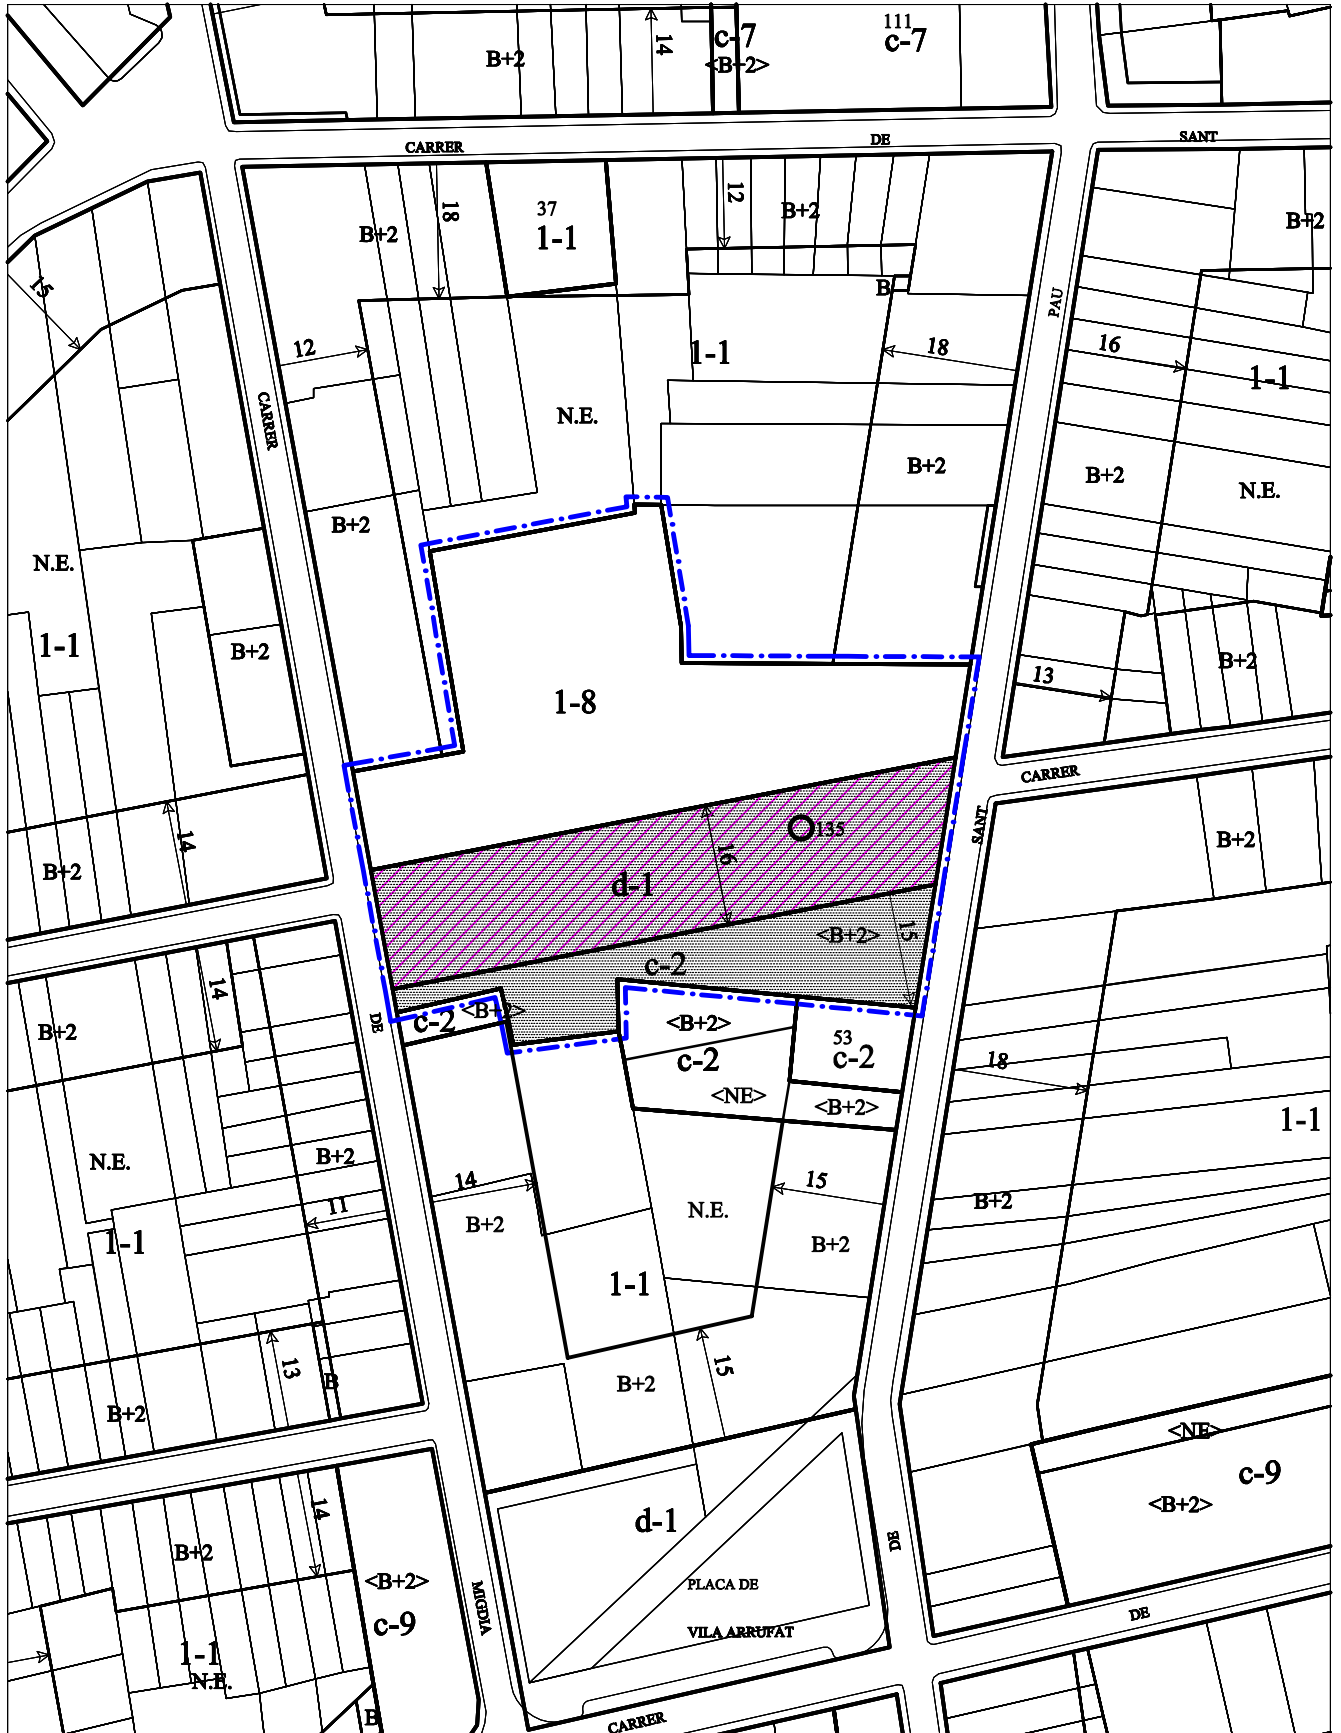 111
c-7
c-7
14
B+2
<B+2>
CARRER
DE
SANT
12
18
37
B+2
B+2
B+2
1-1
15
B
PAU
12
1-1
18
16
1-1
CARRER
N.E.
B+2
B+2
N.E.
B+2
N.E.
1-1
B+2
B+2
13
1-8
CARRER
SANT
135
14
B+2
16
B+2
d-1
<B+2>
15
c-2
14
c-2
<B+2>
<B+2>
DE
B+2
53
c-2
c-2
18
<NE>
<B+2>
1-1
N.E.
B+2
14
15
B+2
11
B+2
N.E.
B+2
1-1
1-1
15
13
B+2
B
B+2
<NE>
c-9
<B+2>
14
d-1
DE
B+2
<B+2>
PLACA DE
MIGDIA
c-9
VILA ARRUFAT
DE
1-1
N.E.
B
CARRER